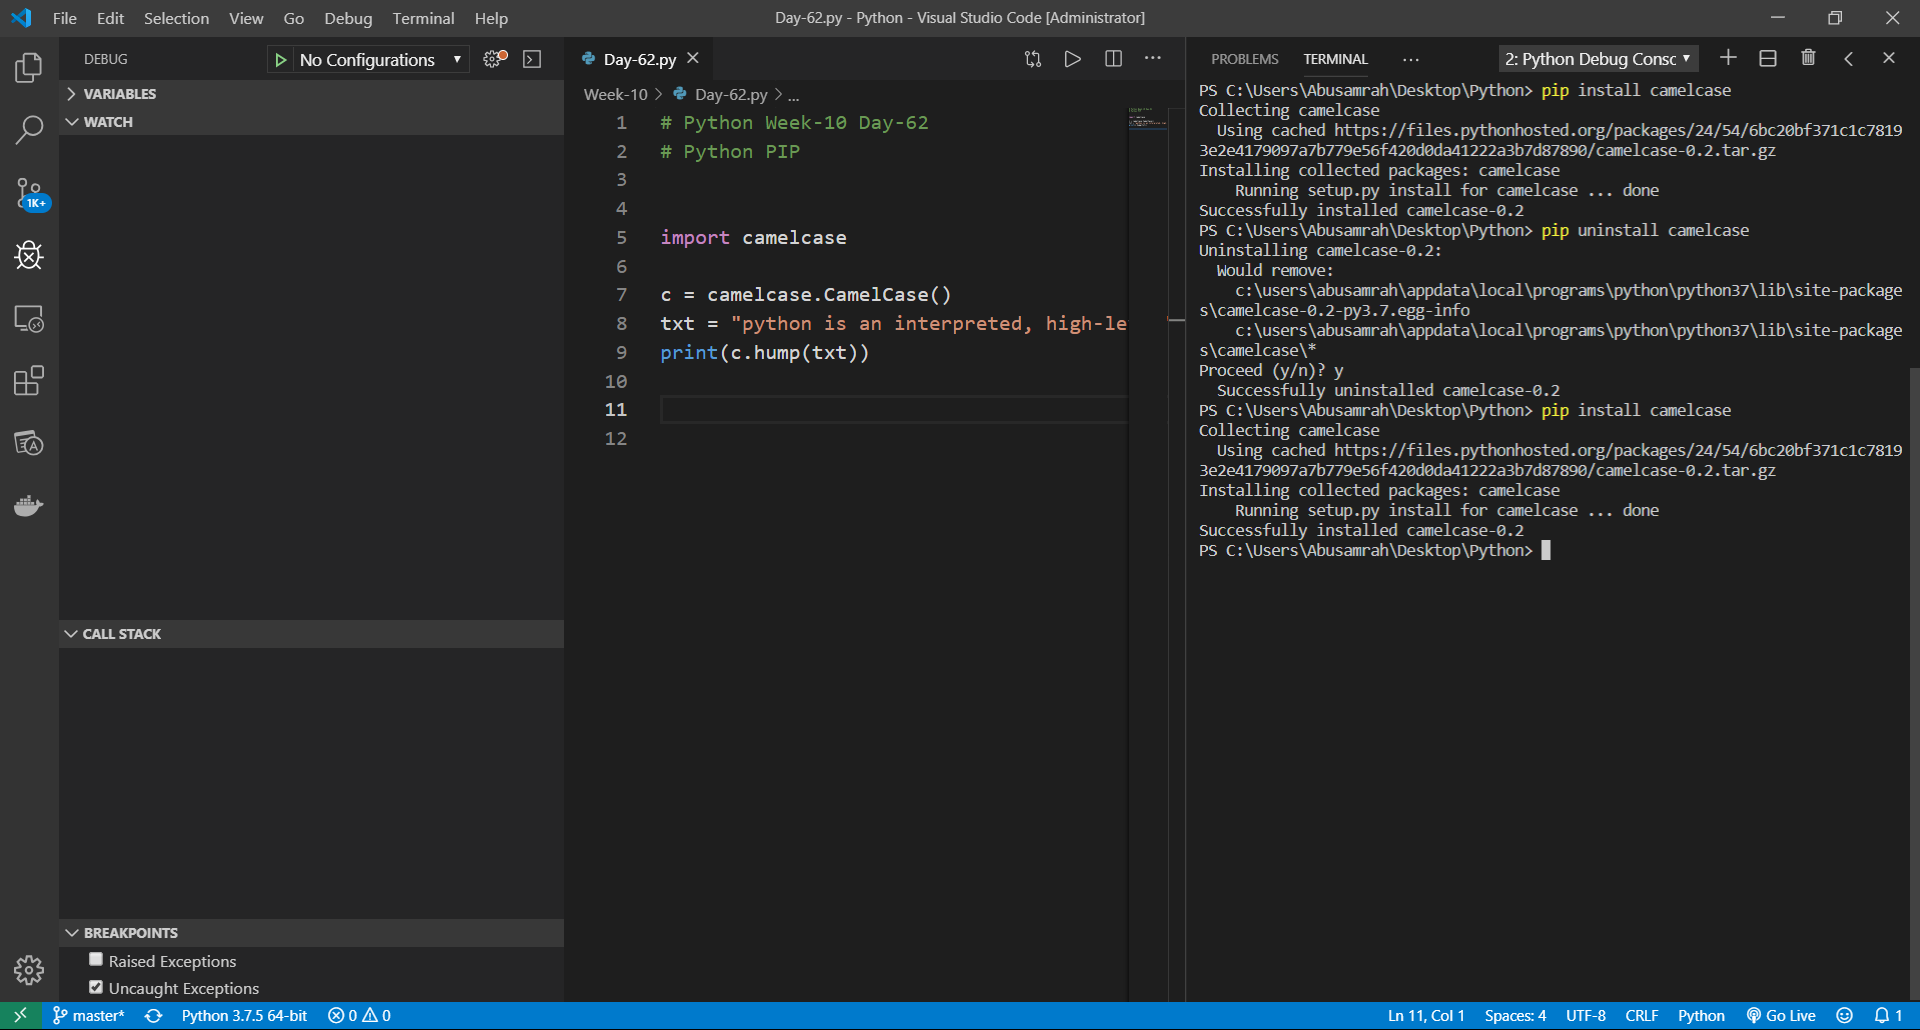 File Edit Selection View Go Debug Terminal Help
Day-62.py - Python - Visual Studio Code [Administrator]
DEBUG
No Configurations
VARIABLES
WATCH
CALL STACK
BREAKPOINTS
Raised Exceptions
Uncaught Exceptions
1K+
Day-62.py
Week-10 > Day-62.py > ...
1 # Python Week-10 Day-62
2 # Python PIP
3
4
5 import camelcase
6
7 c = camelcase.CamelCase()
8 txt = "python is an interpreted, high-le
9 print(c.hump(txt))
10
11
12
PROBLEMS TERMINAL ... 2: Python Debug Consc
PS C:\Users\Abusamrah\Desktop\Python> pip install camelcase
Collecting camelcase
Using cached https://files.pythonhosted.org/packages/24/54/6bc20bf371c1c7819
3e2e4179097a7b779e56f420d0da41222a3b7d87890/camelcase-0.2.tar.gz
Installing collected packages: camelcase
Running setup.py install for camelcase ... done
Successfully installed camelcase-0.2
PS C:\Users\Abusamrah\Desktop\Python> pip uninstall camelcase
Uninstalling camelcase-0.2:
Would remove:
c:\users\abusamrah\appdata\local\programs\python\python37\lib\site-package
s\camelcase-0.2-py3.7.egg-info
c:\users\abusamrah\appdata\local\programs\python\python37\lib\site-package
s\camelcase\*
Proceed (y/n)? y
Successfully uninstalled camelcase-0.2
PS C:\Users\Abusamrah\Desktop\Python> pip install camelcase
Collecting camelcase
Using cached https://files.pythonhosted.org/packages/24/54/6bc20bf371c1c7819
3e2e4179097a7b779e56f420d0da41222a3b7d87890/camelcase-0.2.tar.gz
Installing collected packages: camelcase
Running setup.py install for camelcase ... done
Successfully installed camelcase-0.2
PS C:\Users\Abusamrah\Desktop\Python>
master* Python 3.7.5 64-bit 0 0 Ln 11, Col 1 Spaces: 4 UTF-8 CRLF Python Go Live 1